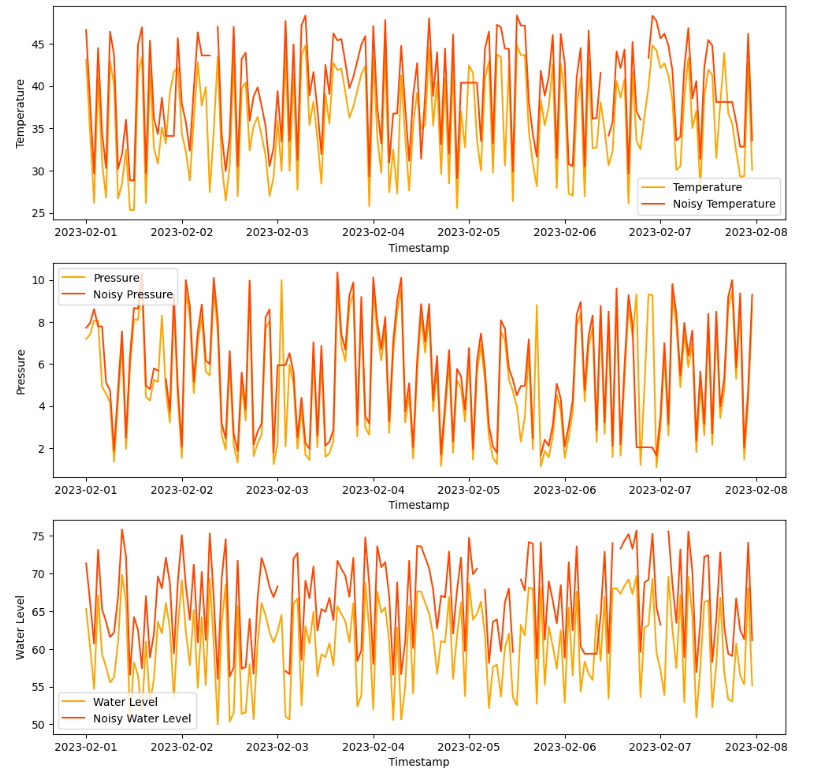 45
40
35
30
25
Temperature
Temperature
Noisy Temperature
2023-02-01 2023-02-02 2023-02-03 2023-02-04 2023-02-05 2023-02-06 2023-02-07 2023-02-08
Timestamp
10
8
6
4
2
Pressure
Pressure
Noisy Pressure
2023-02-01 2023-02-02 2023-02-03 2023-02-04 2023-02-05 2023-02-06 2023-02-07 2023-02-08
Timestamp
75
70
65
60
55
50
Water Level
Water Level
Noisy Water Level
2023-02-01 2023-02-02 2023-02-03 2023-02-04 2023-02-05 2023-02-06 2023-02-07 2023-02-08
Timestamp